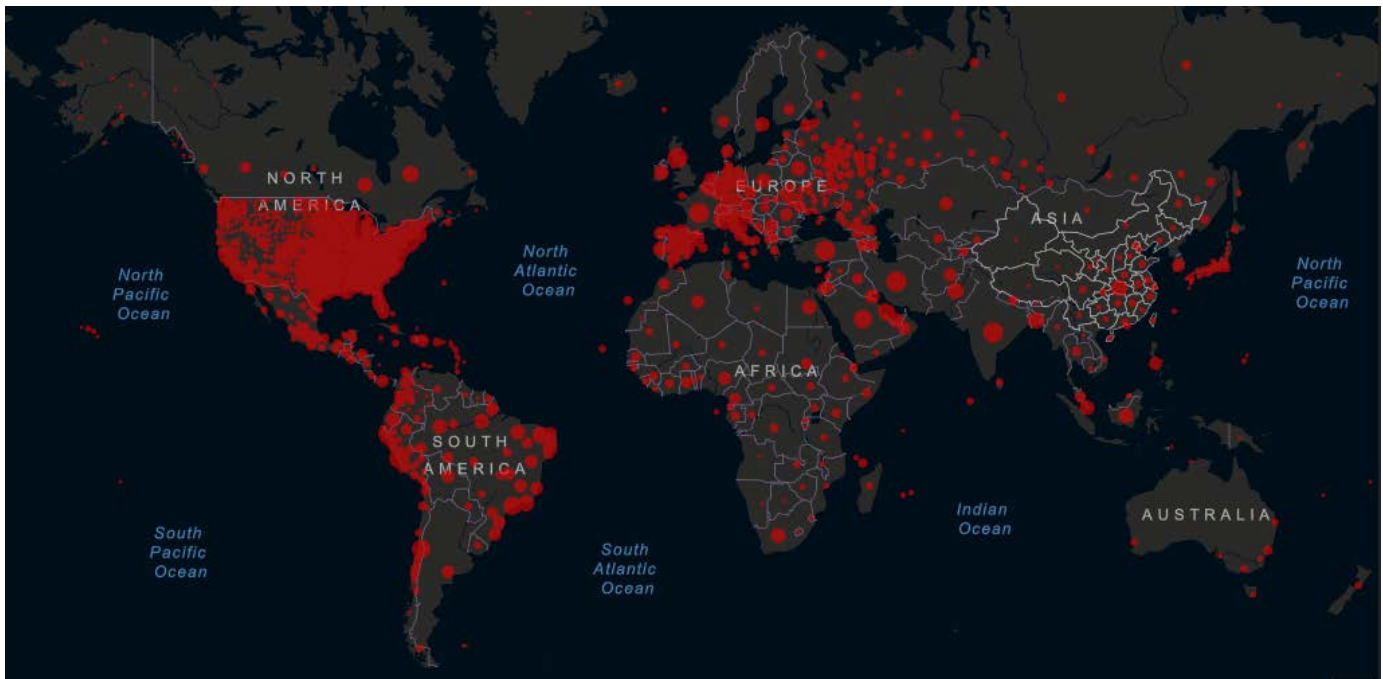 NORTH
AMERICA
EUROPE
ASIA
North
Pacific
Ocean
North
Atlantic
Ocean
North
Pacific
Ocean
AFRICA
SOUTH
AMERICA
South
Pacific
Ocean
South
Atlantic
Ocean
Indian
Ocean
AUSTRALIA